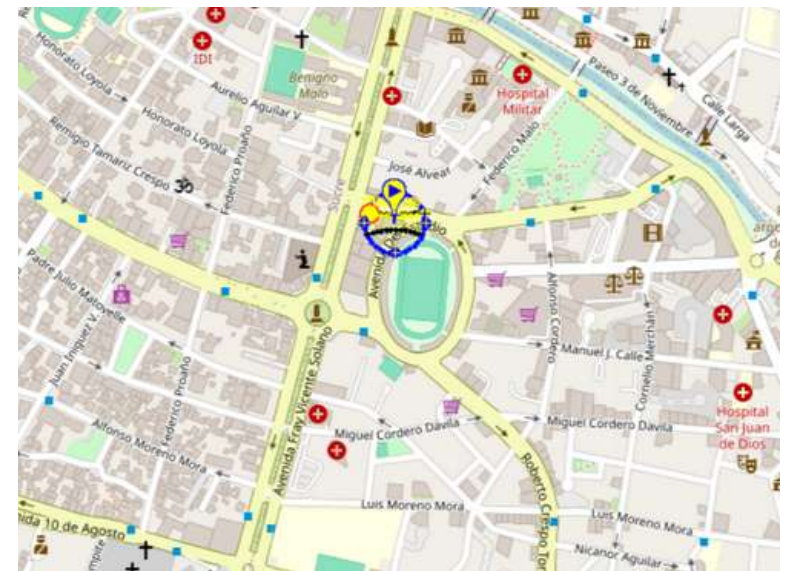 IDI
Honorato Loyola
Benigno
Malo
Aurelio Aguilar V.
Hospital
Militar
Paseo 3 de Noviembre
Calle Larga
Honorato Loyola
Remigio Tamariz Crespo
Federico Proaño
Federico Malo
José Alvear
Sucre
Avenida
Padre Julio Matovelle
Juan Iñiguez V.
Alfonso Cordero
Cornelio Merchán
Manuel J. Calle
Federico Proaño
Avenida Fray Vicente Solano
Miguel Cordero Davila
Miguel Cordero Davila
Hospital
San Juan
de Dios
Alfonso Moreno Mora
Roberto Crespo Tor
Luis Moreno Mora
Luis Moreno Mora
nida 10 de Agosto
Nicanor Aguilar